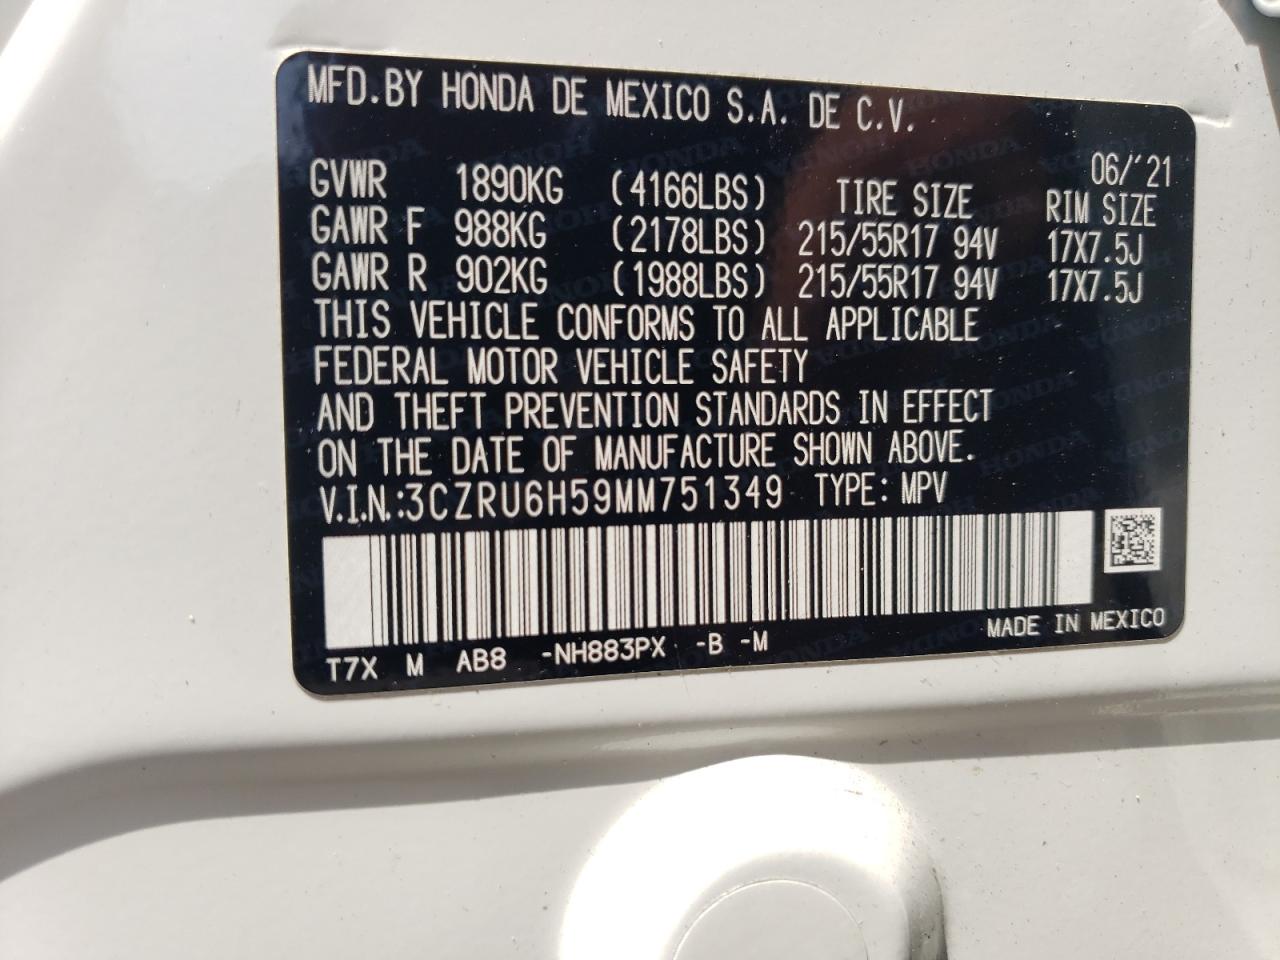 MFD.BY HONDA DE MEXICO S.A. DE C.V.
06/'21
GVWR 1890KG (4166LBS) TIRE SIZE RIM SIZE
GAWR F 988KG (2178LBS) 215/55R17 94V 17X7.5J
GAWR R 902KG (1988LBS) 215/55R17 94V 17X7.5J
THIS VEHICLE CONFORMS TO ALL APPLICABLE
FEDERAL MOTOR VEHICLE SAFETY
AND THEFT PREVENTION STANDARDS IN EFFECT
ON THE DATE OF MANUFACTURE SHOWN ABOVE.
V.I.N.:3CZRU6H59MM751349 TYPE: MPV
T7X M AB8 -NH883PX -B -M MADE IN MEXICO